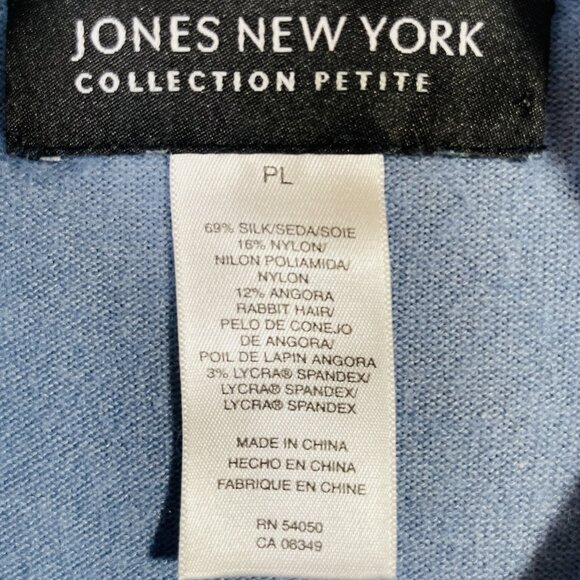 JONES NEW YORK
COLLECTION PETITE
PL
69% SILK/SEDA/SOIE
16% NYLON/
NILON POLIAMIDA/
NYLON
12% ANGORA
RABBIT HAIR/
PELO DE CONEJO
DE ANGORA/
POIL DE LAPIN ANGORA
3% LYCRA® SPANDEX/
LYCRA® SPANDEX/
LYCRA® SPANDEX
MADE IN CHINA
HECHO EN CHINA
FABRIQUE EN CHINE
RN 54050
CA 08349